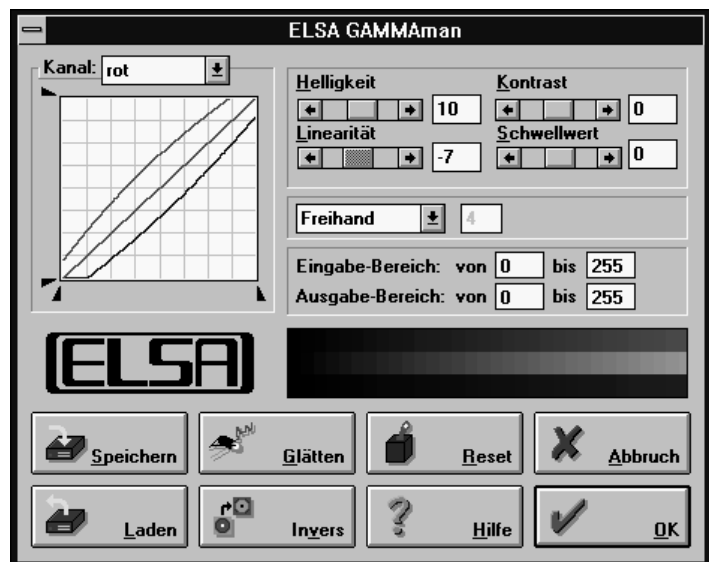 ELSA GAMMAman
Kanal: rot
Helligkeit
10
Kontrast
0
Linearität
-7
Schwellwert
0
Freihand
4
Eingabe-Bereich: von 0 bis 255
Ausgabe-Bereich: von 0 bis 255
ELSA
Speichern
Glätten
Reset
Abbruch
Laden
Invers
Hilfe
OK